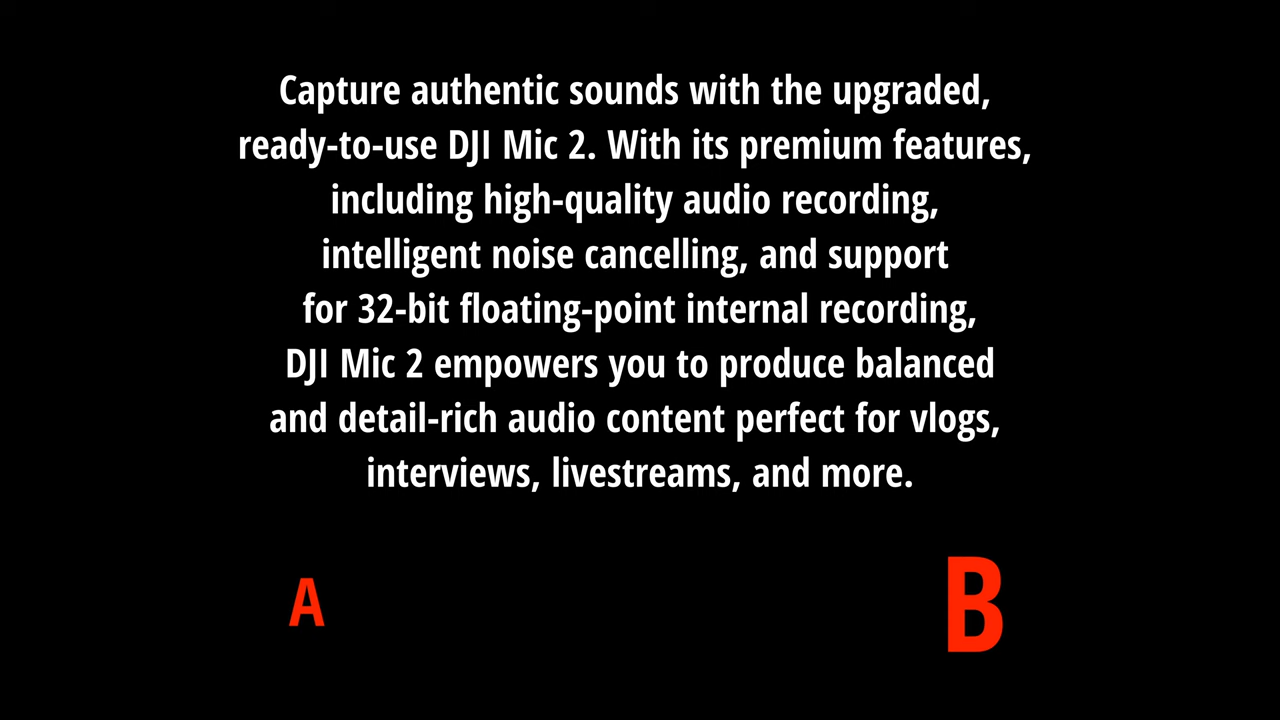 Capture authentic sounds with the upgraded,
ready-to-use DJI Mic 2. With its premium features,
including high-quality audio recording,
intelligent noise cancelling, and support
for 32-bit floating-point internal recording,
DJI Mic 2 empowers you to produce balanced
and detail-rich audio content perfect for vlogs,
interviews, livestreams, and more.
A
B